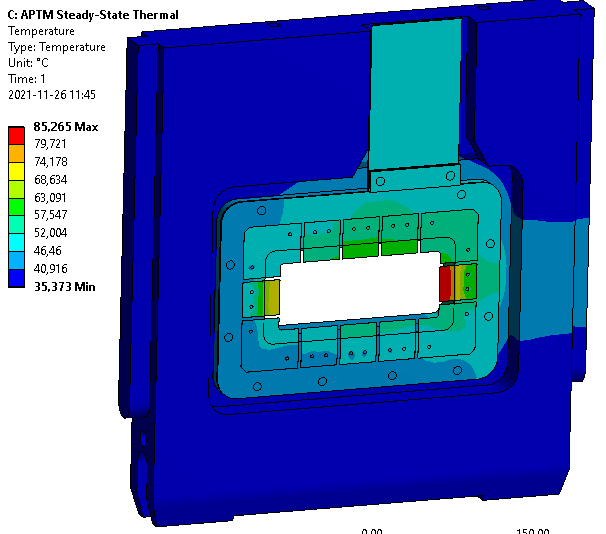 C: APTM Steady-State Thermal
Temperature
Type: Temperature
Unit: °C
Time: 1
2021-11-26 11:45
85,265 Max
79,721
74,178
68,634
63,091
57,547
52,004
46,46
40,916
35,373 Min
0.00 150.00